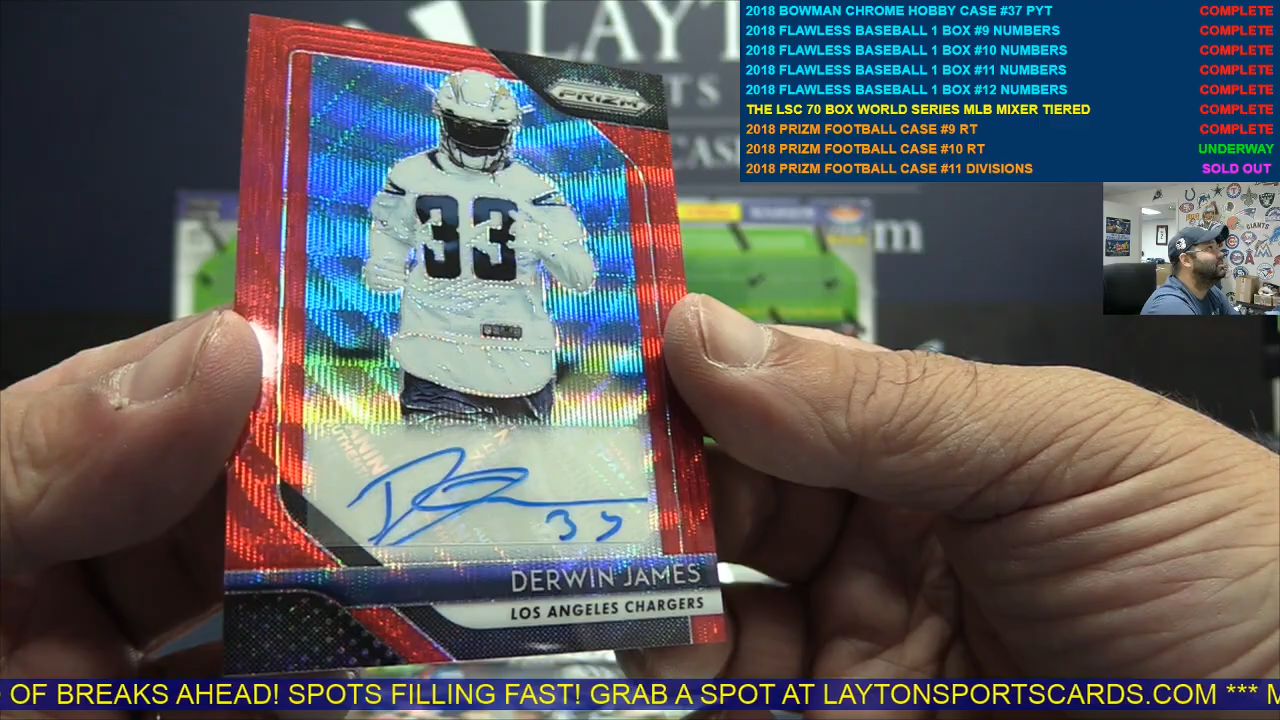 2018 BOWMAN CHROME HOBBY CASE #37 PYT COMPLETE
2018 FLAWLESS BASEBALL 1 BOX #9 NUMBERS COMPLETE
2018 FLAWLESS BASEBALL 1 BOX #10 NUMBERS COMPLETE
2018 FLAWLESS BASEBALL 1 BOX #11 NUMBERS COMPLETE
2018 FLAWLESS BASEBALL 1 BOX #12 NUMBERS COMPLETE
THE LSC 70 BOX WORLD SERIES MLB MIXER TIERED COMPLETE
2018 PRIZM FOOTBALL CASE #9 RT COMPLETE
2018 PRIZM FOOTBALL CASE #10 RT UNDERWAY
2018 PRIZM FOOTBALL CASE #11 DIVISIONS SOLD OUT
PRIZM
33
33
DERWIN JAMES
LOS ANGELES CHARGERS
OF BREAKS AHEAD! SPOTS FILLING FAST! GRAB A SPOT AT LAYTONSPORTSCARDS.COM ***